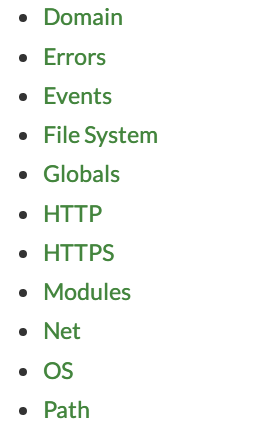 Domain
Errors
Events
File System
Globals
HTTP
HTTPS
Modules
Net
OS
Path